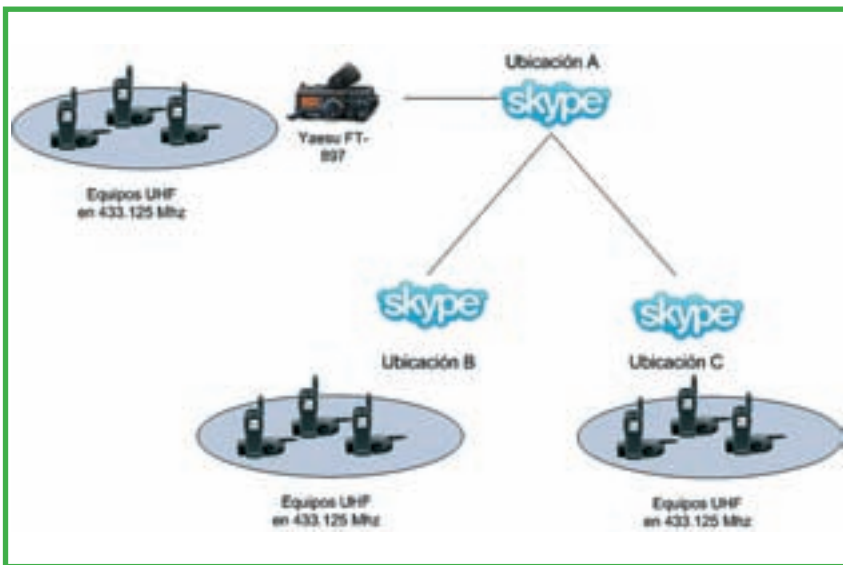 Ubicación A
skype
Yaesu FT-
897
Equipos UHF
en 433.125 Mhz
skype
skype
Ubicación B
Ubicación C
Equipos UHF
en 433.125 Mhz
Equipos UHF
en 433.125 Mhz